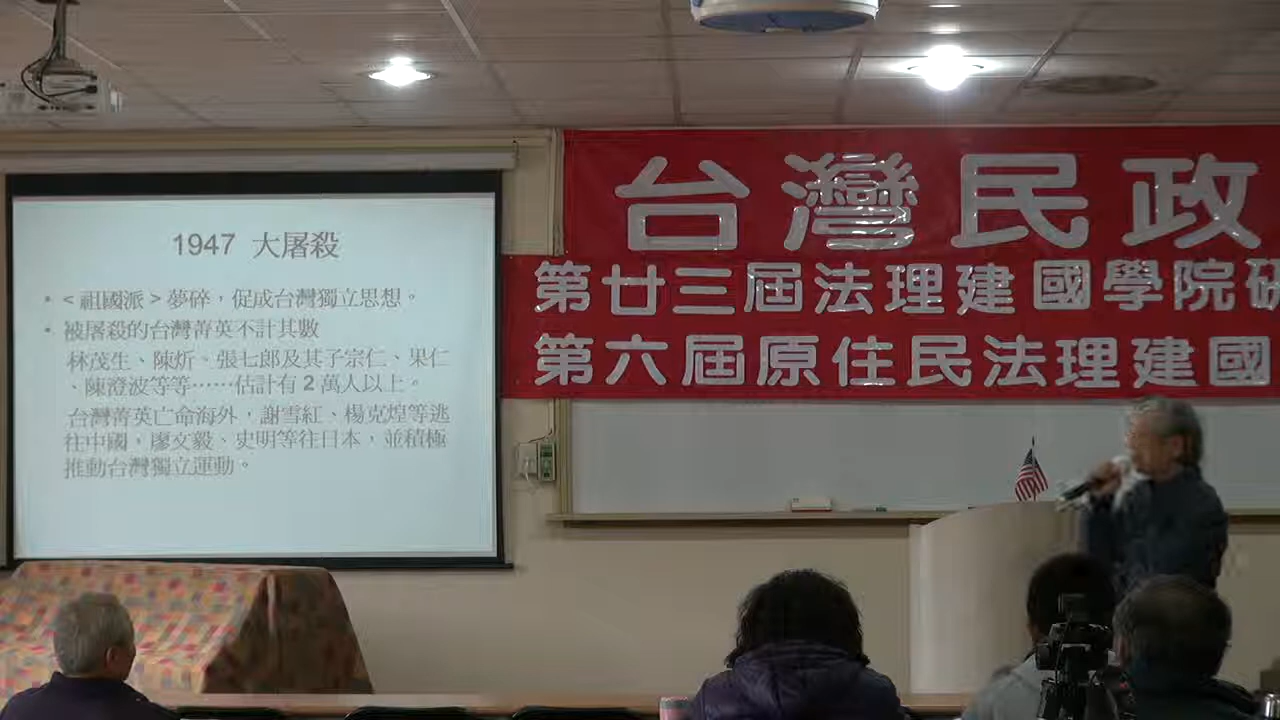 1947 大屠殺
• < 祖國派 > 夢碎，促成台灣獨立思想。
• 被屠殺的台灣菁英不計其數
林茂生、陳炘、張七郎及其子宗仁、果仁
、陳澄波等等……估計有 2 萬人以上。
台灣菁英亡命海外，謝雪紅、楊克煌等逃
往中國，廖文毅、史明等往日本，並積極
推動台灣獨立運動。
台灣民政
第廿三屆法理建國學院研
第六屆原住民法理建國